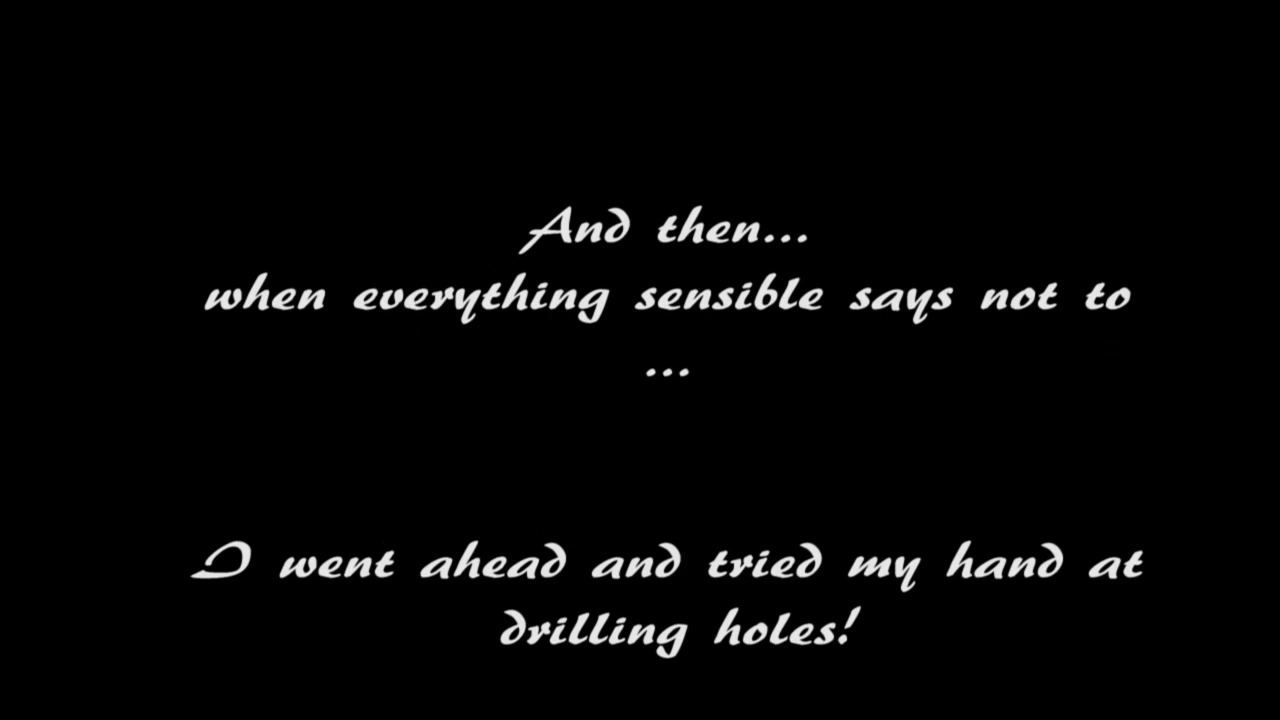 And then...
when everything sensible says not to
...
I went ahead and tried my hand at
drilling holes!